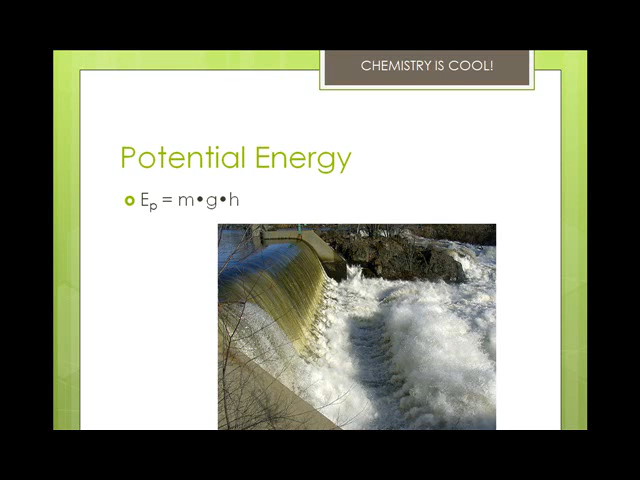 CHEMISTRY IS COOL!
Potential Energy
Eₚ = m•g•h